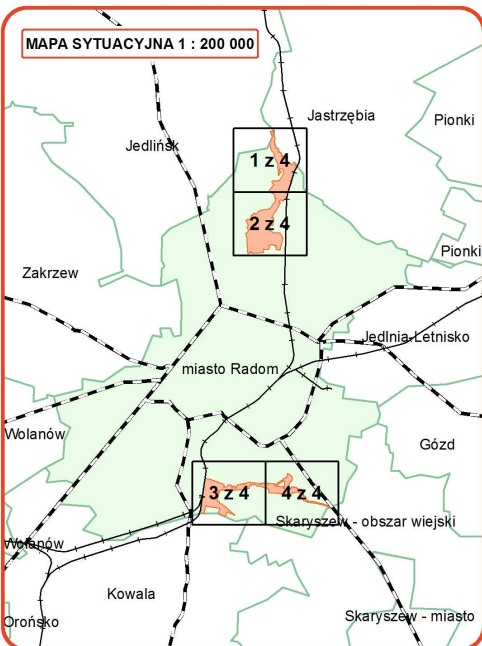 MAPA SYTUACYJNA 1 : 200 000
Jastrzębia
Pionki
Jedlińsk
1 z 4
2 z 4
Pionki
Zakrzew
Jedlnia-Letnisko
miasto Radom
Wolanów
Gózd
3 z 4
4 z 4
Skaryszew - obszar wiejski
Wolanów
Kowala
Orońsko
Skaryszew - miasto